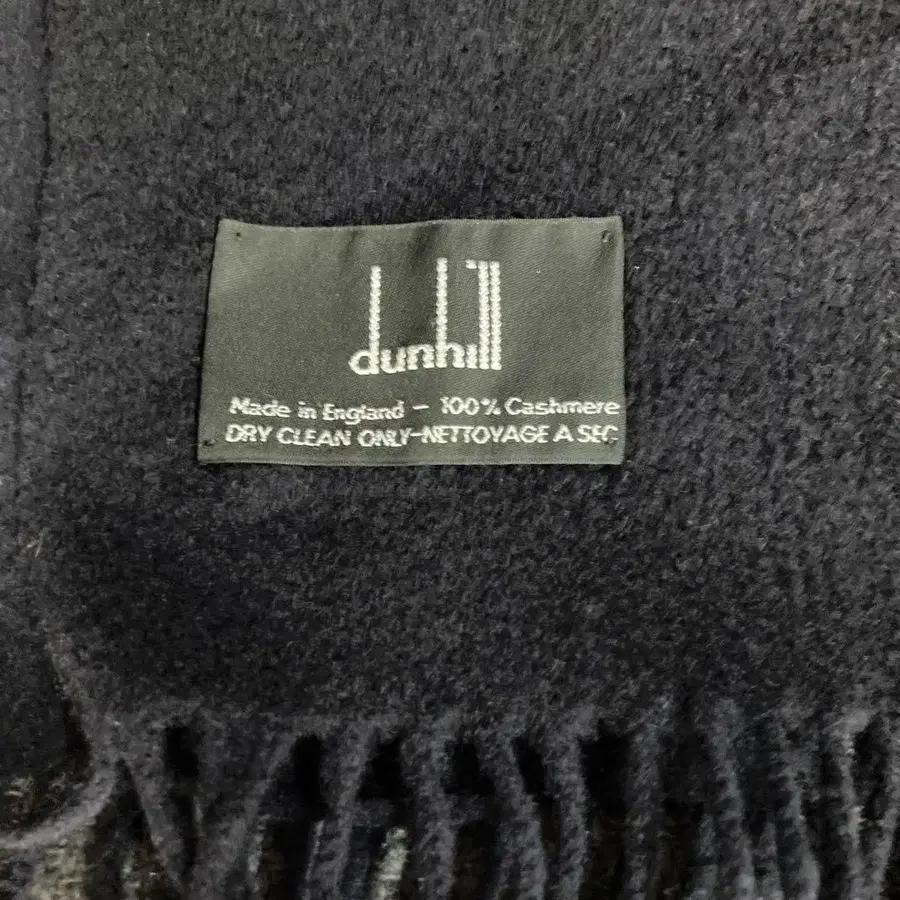 dunhill
Made in England - 100% Cashmere
DRY CLEAN ONLY-NETTOYAGE A SEC